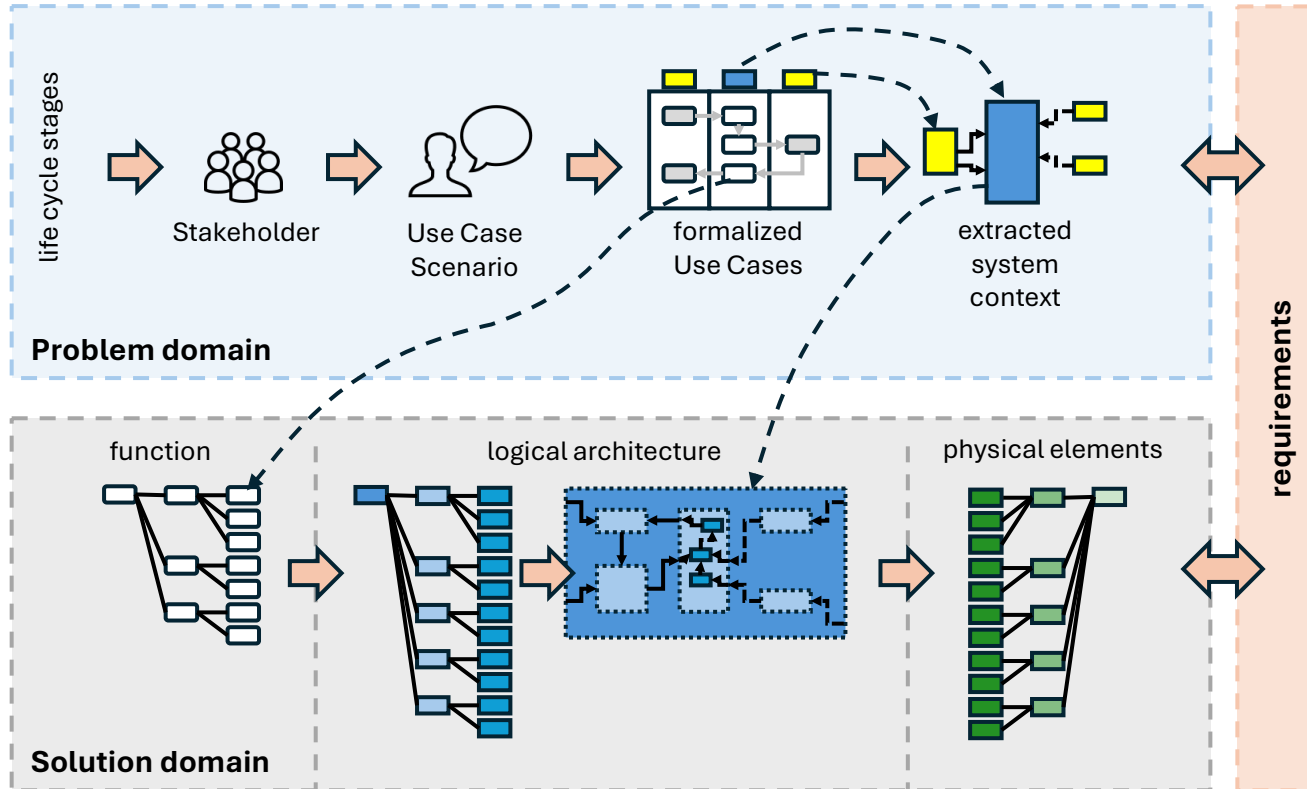 life cycle stages
Stakeholder
Use Case
Scenario
formalized
Use Cases
extracted
system
context
Problem domain
requirements
function
logical architecture
physical elements
Solution domain